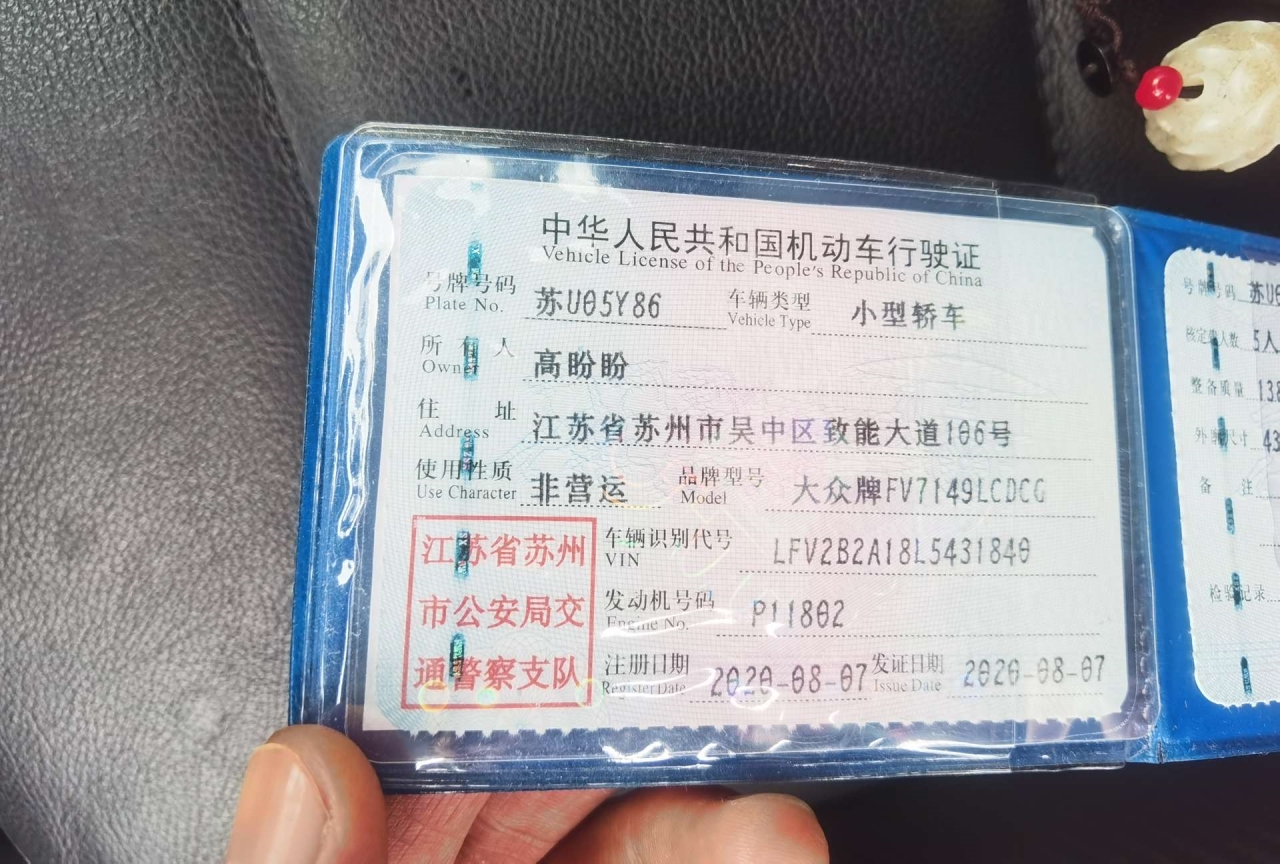 中华人民共和国机动车行驶证
Vehicle License of the People's Republic of China
号牌号码 苏U05Y86 车辆类型 小型轿车
Plate No. Vehicle Type
所有人 高盼盼
Owner
住址 江苏省苏州市吴中区致能大道106号
Address
使用性质 非营运 品牌型号 大众牌FV7149LCDCG
Use Character Model
江苏省苏州
市公安局交
通警察支队
车辆识别代号 LFV2B2A18L5431840
VIN
发动机号码 P11802
Engine No.
注册日期 2020-08-07 发证日期 2020-08-07
Register Date Issue Date
号牌号码 苏U
核定载人数 5人
整备质量 138
外廓尺寸 43
备注
检验记录